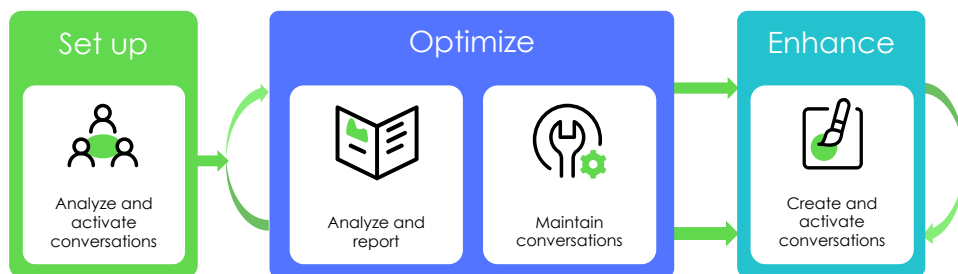 Set up
Analyze and
activate
conversations
Optimize
Analyze and
report
Maintain
conversations
Enhance
Create and
activate
conversations